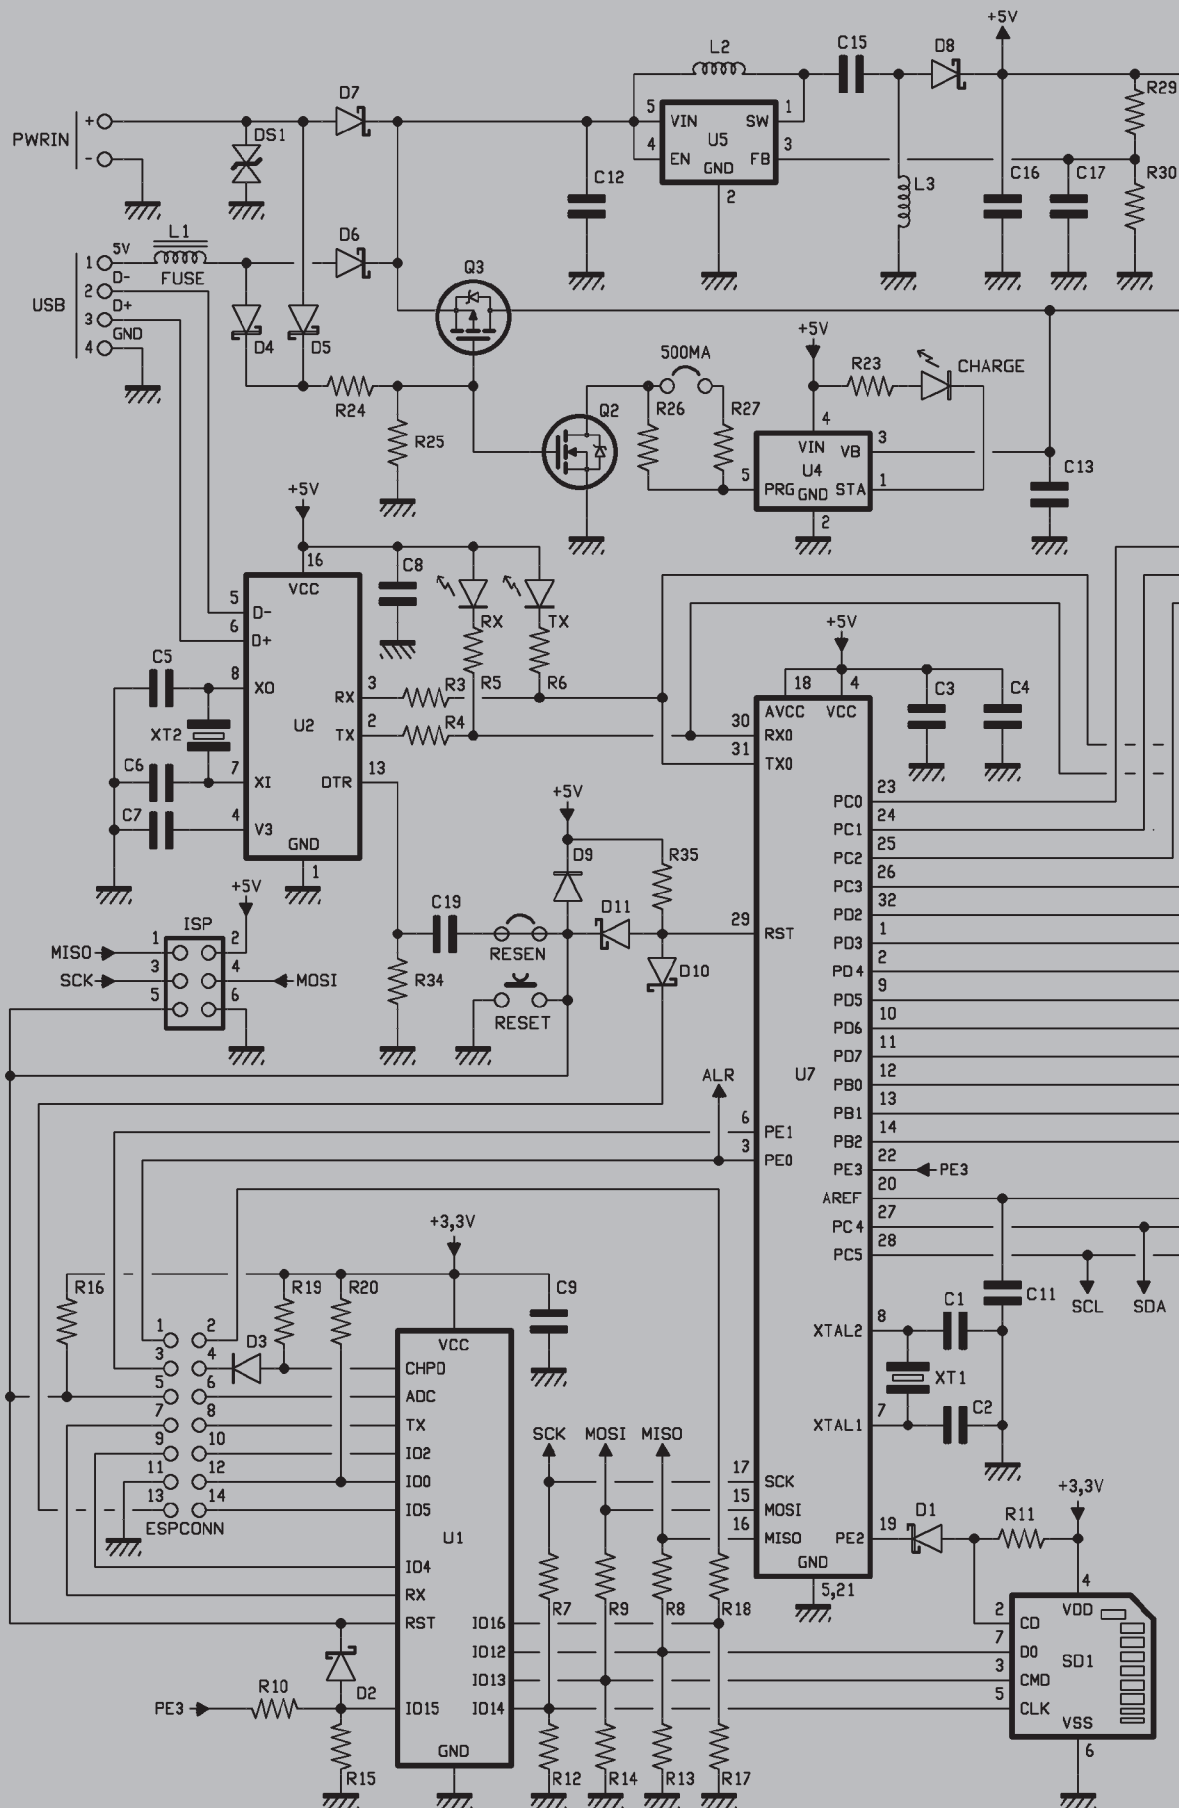 +5V
L2
C15
D8
R29
D7
5
VIN
SW
1
+
PWRIN
DS1
4
EN
U5
FB
3
-
GND
C12
2
L3
C16
C17
R30
L1
5V
1
FUSE
D6
D-
2
USB
D+
3
GND
4
Q3
D4
D5
+5V
500MA
R23
CHARGE
R24
Q2
R26
R27
4
R25
VIN
VB
3
U4
5
PRG
GND
STA
1
C13
2
+5V
16
C8
VCC
5
D-
RX
TX
6
D+
+5V
C5
8
XO
3
RX
R3
R5
R6
18
4
C3
C4
AVCC
VCC
XT2
U2
2
TX
R4
30
RX0
31
TX0
C6
7
XI
13
DTR
23
PC0
+5V
C7
4
V3
24
PC1
GND
25
PC2
1
D9
R35
26
PC3
+5V
C19
D11
32
PD2
ISP
29
RST
1
PD3
MISO
1
2
RESEN
2
PD4
SCK
3
4
MOSI
R34
D10
9
PD5
5
6
RESET
10
PD6
11
PD7
ALR
U7
12
PB0
6
PE1
13
PB1
3
PE0
14
PB2
22
PE3
PE3
20
AREF
+3,3V
27
PC4
28
PC5
R16
R19
R20
C9
C11
SCL
SDA
1
2
VCC
8
XTAL2
C1
3
4
D3
CHPD
5
6
ADC
XT1
7
8
TX
7
XTAL1
C2
9
10
IO2
SCK
MOSI
MISO
11
12
IO0
17
SCK
13
14
IO5
15
MOSI
+3,3V
ESPCONN
U1
16
MISO
PE2
19
D1
R11
IO4
GND
4
RX
5,21
RST
IO16
R7
R9
R8
R18
2
CD
VDD
IO12
7
D0
SD1
IO13
3
CMD
R10
D2
PE3
IO15
IO14
5
CLK
VSS
GND
6
R15
R12
R14
R13
R17